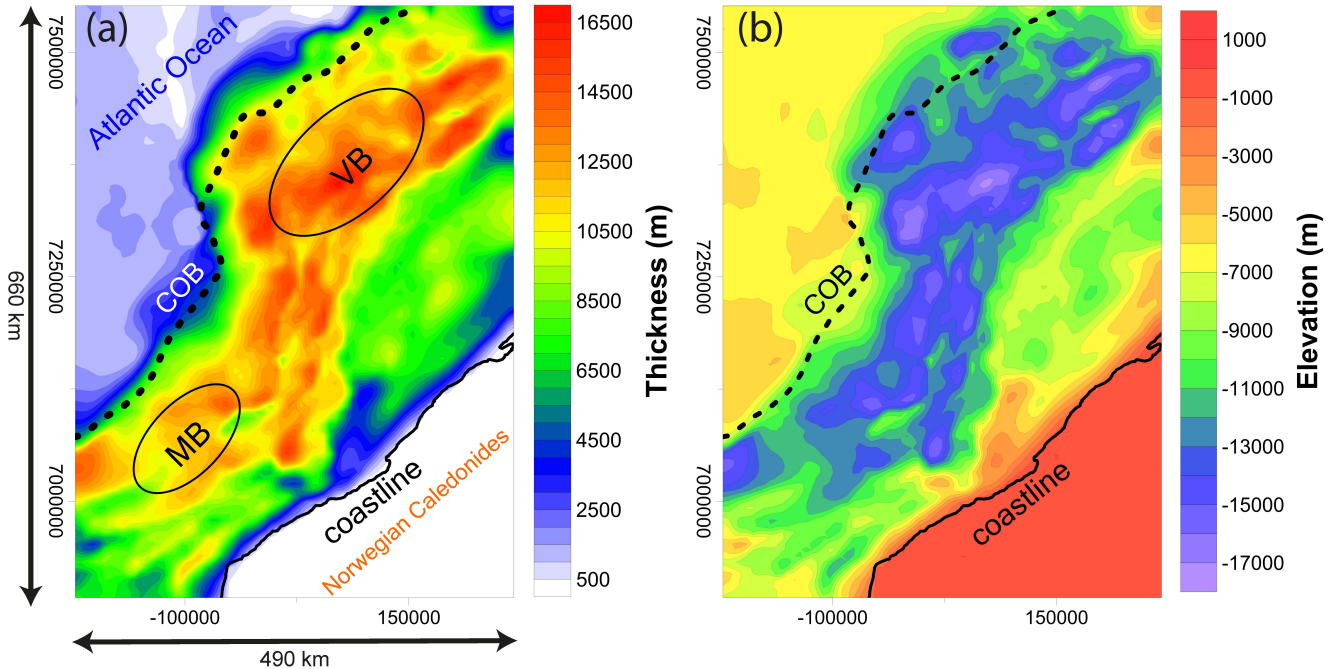 (a)
Atlantic Ocean
VB
COB
MB
coastline
Norwegian Caledonides
7500000
7250000
7000000
-100000
150000
660 km
490 km
16500
14500
12500
10500
8500
6500
4500
2500
500
Thickness (m)
(b)
COB
coastline
7500000
7250000
7000000
-100000
150000
1000
-1000
-3000
-5000
-7000
-9000
-11000
-13000
-15000
-17000
Elevation (m)